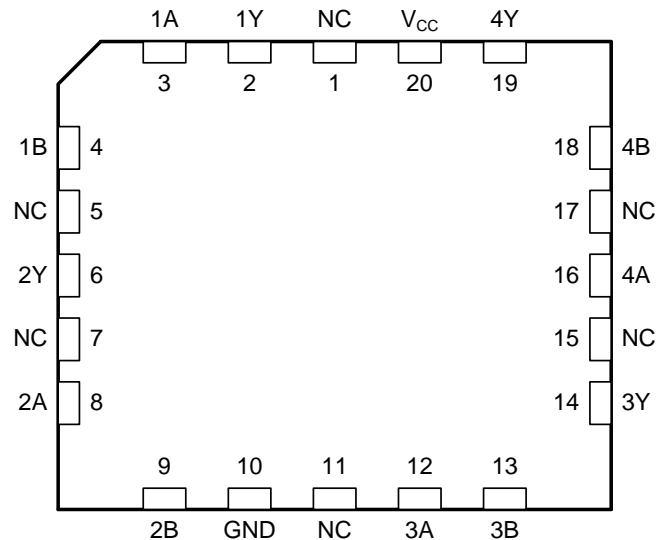 1A 1Y NC VCC 4Y
3 2 1 20 19
1B 4 18 4B
NC 5 17 NC
2Y 6 16 4A
NC 7 15 NC
2A 8 14 3Y
9 10 11 12 13
2B GND NC 3A 3B